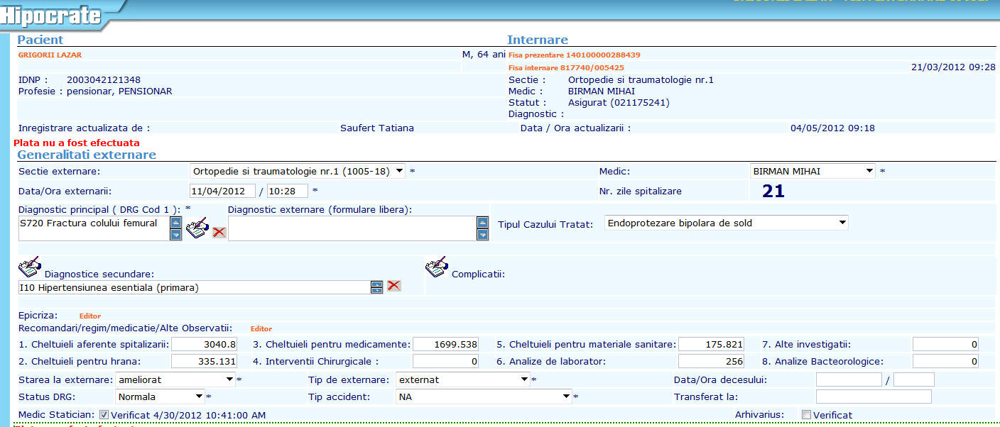 Hipocrate
Pacient
Internare
GRIGORII LAZAR
M, 64 ani
Fisa prezentare 140100000288439
Fisa internare 817740/005425
21/03/2012 09:28
IDNP : 2003042121348
Sectie : Ortopedie si traumatologie nr.1
Profesie : pensionar, PENSIONAR
Medic : BIRMAN MIHAI
Statut : Asigurat (021175241)
Diagnostic :
Inregistrare actualizata de : Saufert Tatiana
Data / Ora actualizarii : 04/05/2012 09:18
Plata nu a fost efectuata
Generalitati externare
Sectie externare: Ortopedie si traumatologie nr.1 (1005-18) *
Medic: BIRMAN MIHAI *
Data/Ora externarii: 11/04/2012 / 10:28 *
Nr. zile spitalizare 21
Diagnostic principal ( DRG Cod 1 ): *
Diagnostic externare (formulare libera):
S720 Fractura colului femural
Tipul Cazului Tratat: Endoprotezare bipolara de sold
Diagnostice secundare:
Complicatii:
I10 Hipertensiunea esentiala (primara)
Epicriza: Editor
Recomandari/regim/medicatie/Alte Observatii: Editor
1. Cheltuieli aferente spitalizarii: 3040.8 3. Cheltuieli pentru medicamente: 1699.538 5. Cheltuieli pentru materiale sanitare: 175.821 7. Alte investigatii: 0
2. Cheltuieli pentru hrana: 335.131 4. Interventii Chirurgicale : 0 6. Analize de laborator: 256 8. Analize Bacteorologice: 0
Starea la externare: ameliorat * Tip de externare: externat * Data/Ora decesului: /
Status DRG: Normala * Tip accident: NA * Transferat la:
Medic Statician: Verificat 4/30/2012 10:41:00 AM
Arhivarius: Verificat